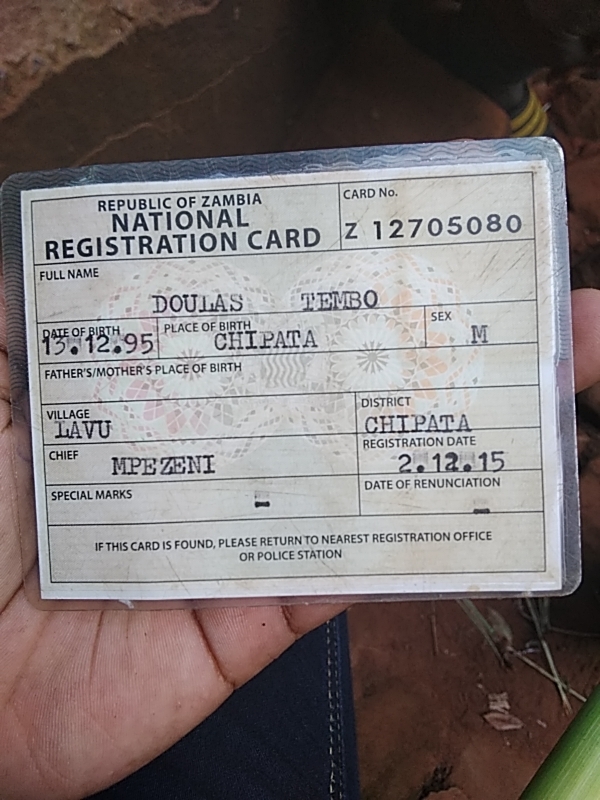 REPUBLIC OF ZAMBIA
NATIONAL
REGISTRATION CARD
CARD No.
Z 12705080
FULL NAME
DOULAS TEMBO
DATE OF BIRTH
13.12.95
PLACE OF BIRTH
CHIPATA
SEX
M
FATHER'S/MOTHER'S PLACE OF BIRTH
VILLAGE
LAVU
DISTRICT
CHIPATA
CHIEF
MPEZENI
REGISTRATION DATE
2.12.15
SPECIAL MARKS
-
DATE OF RENUNCIATION
-
IF THIS CARD IS FOUND, PLEASE RETURN TO NEAREST REGISTRATION OFFICE
OR POLICE STATION